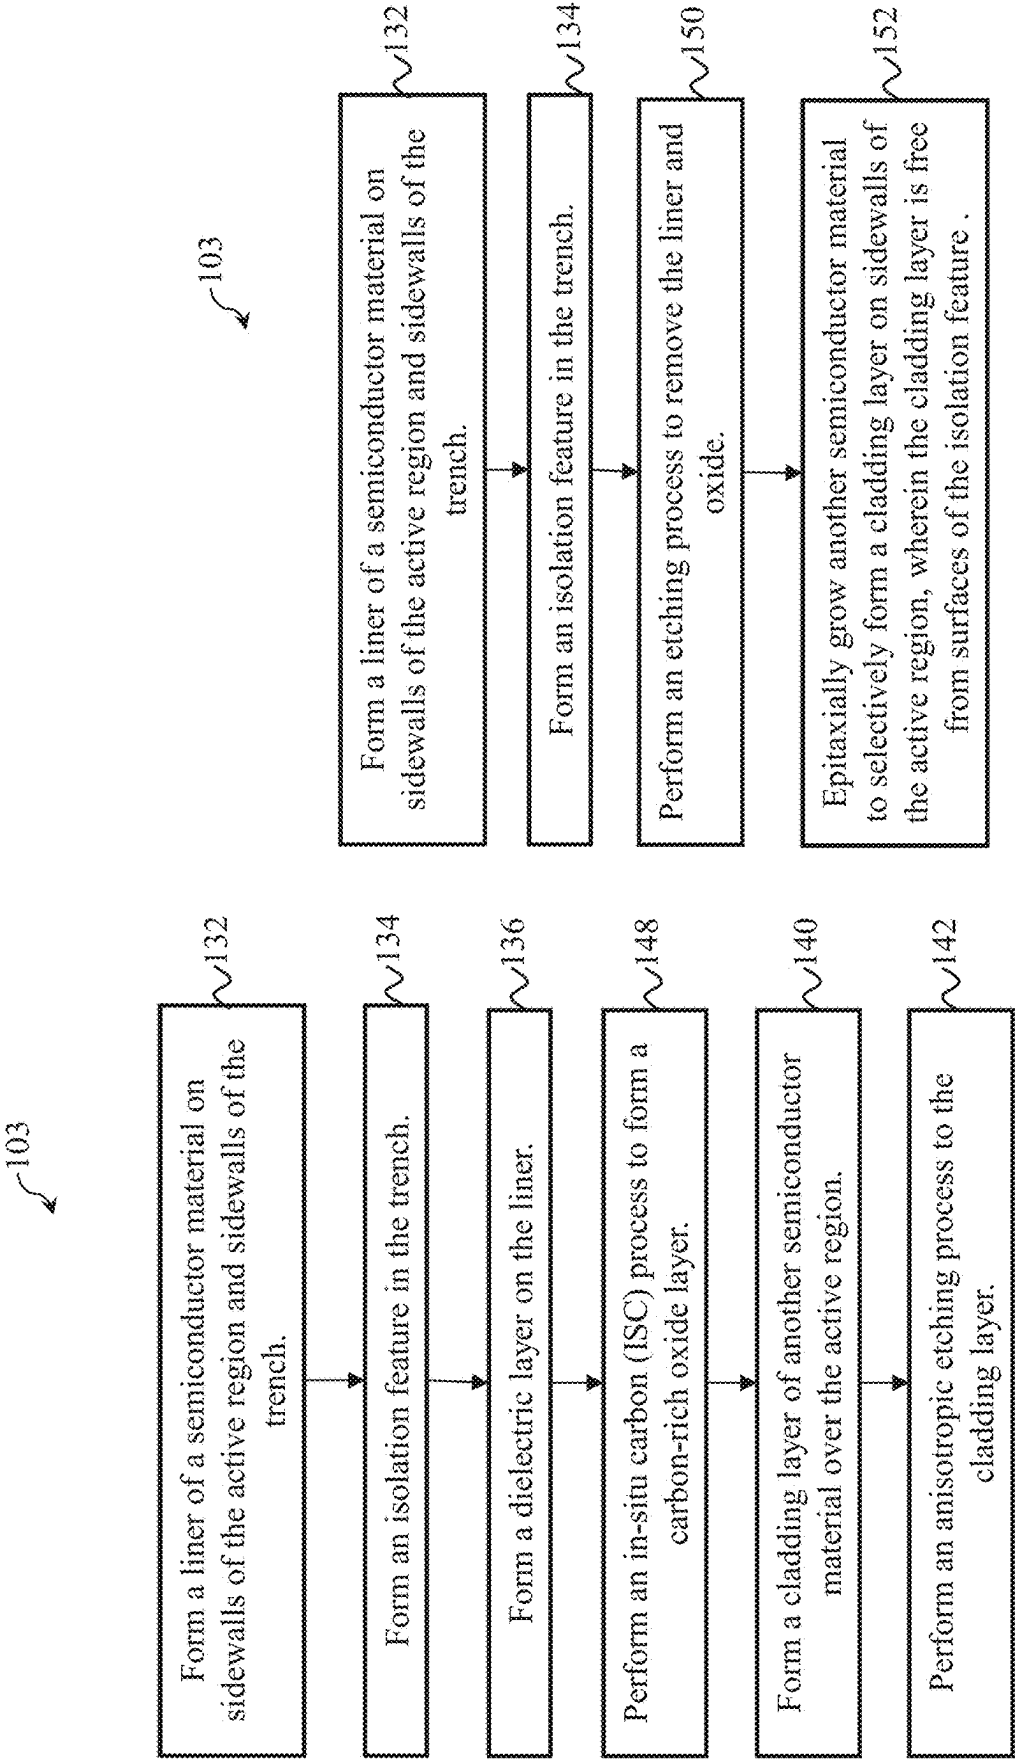 103
Form a liner of a semiconductor material on
sidewalls of the active region and sidewalls of the
trench.
132
Form an isolation feature in the trench.
134
Form a dielectric layer on the liner.
136
Perform an in-situ carbon (ISC) process to form a
carbon-rich oxide layer.
148
Form a cladding layer of another semiconductor
material over the active region.
140
Perform an anisotropic etching process to the
cladding layer.
142
103
Form a liner of a semiconductor material on
sidewalls of the active region and sidewalls of the
trench.
132
Form an isolation feature in the trench.
134
Perform an etching process to remove the liner and
oxide.
150
Epitaxially grow another semiconductor material
to selectively form a cladding layer on sidewalls of
the active region, wherein the cladding layer is free
from surfaces of the isolation feature .
152